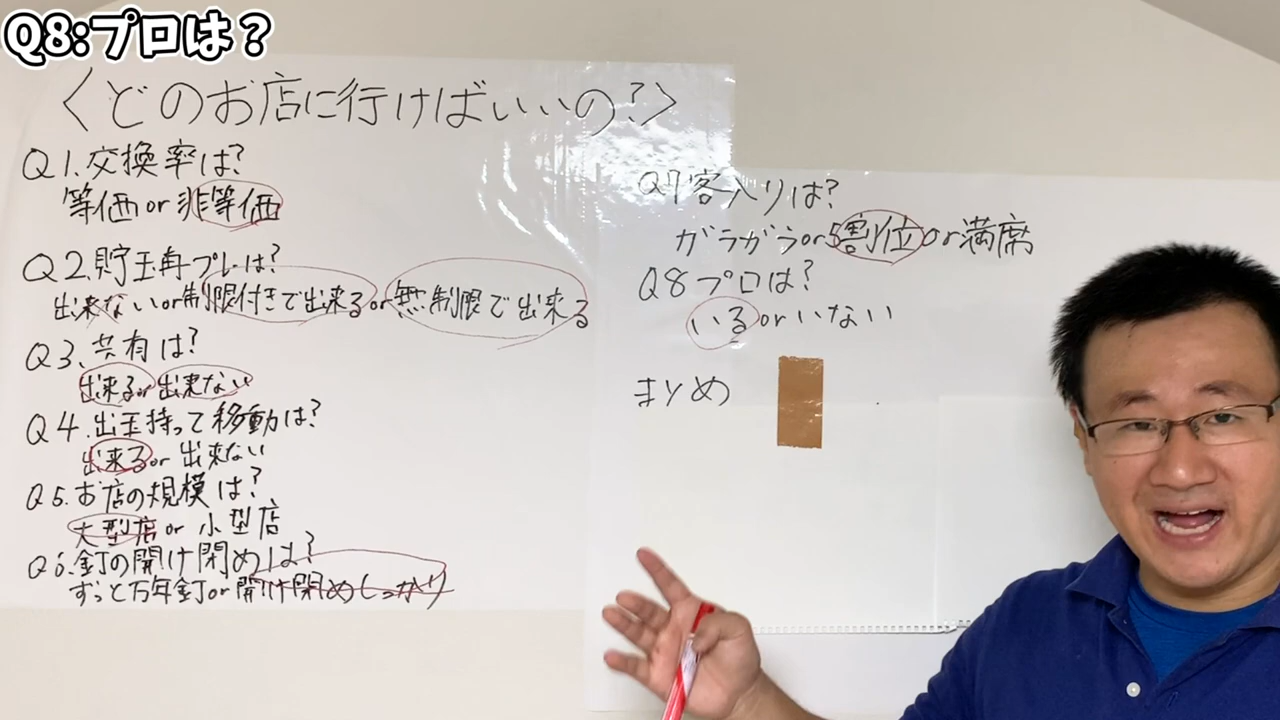 Q8:プロは？
〈どのお店に行けばいいの?〉
Q1.交換率は?
等価or非等価
Q2.貯玉再プレは?
出来ないor制限付きで出来るor無制限で出来る
Q3.共有は?
出来るor出来ない
Q4.出玉持って移動は?
出来るor出来ない
Q5.お店の規模は?
大型店or小型店
Q6.釘の開け閉めは?
ずっと万年釘or開け閉めしっかり
Q7客入りは?
ガラガラor5割位or満席
Q8プロは?
いるorいない
まとめ